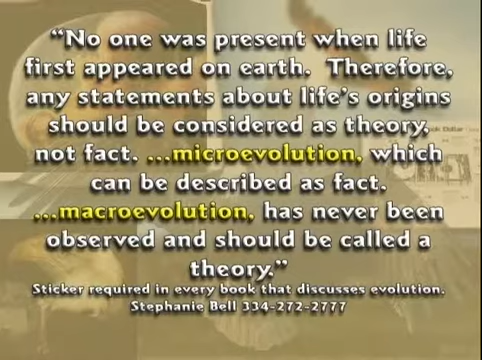 "No one was present when life
first appeared on earth. Therefore,
any statements about life's origins
should be considered as theory,
not fact. ...microevolution, which
can be described as fact.
...macroevolution, has never been
observed and should be called a
theory."
Sticker required in every book that discusses evolution.
Stephanie Bell 334-272-2777
Dollar